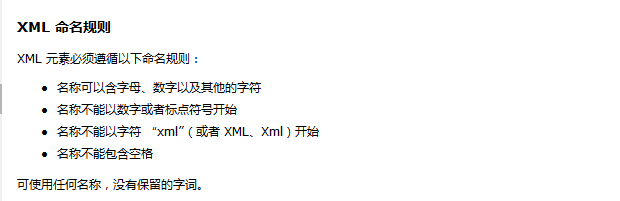 XML 命名规则
XML 元素必须遵循以下命名规则：
• 名称可以含字母、数字以及其他的字符
• 名称不能以数字或者标点符号开始
• 名称不能以字符 “xml”（或者 XML、Xml）开始
• 名称不能包含空格
可使用任何名称，没有保留的字词。